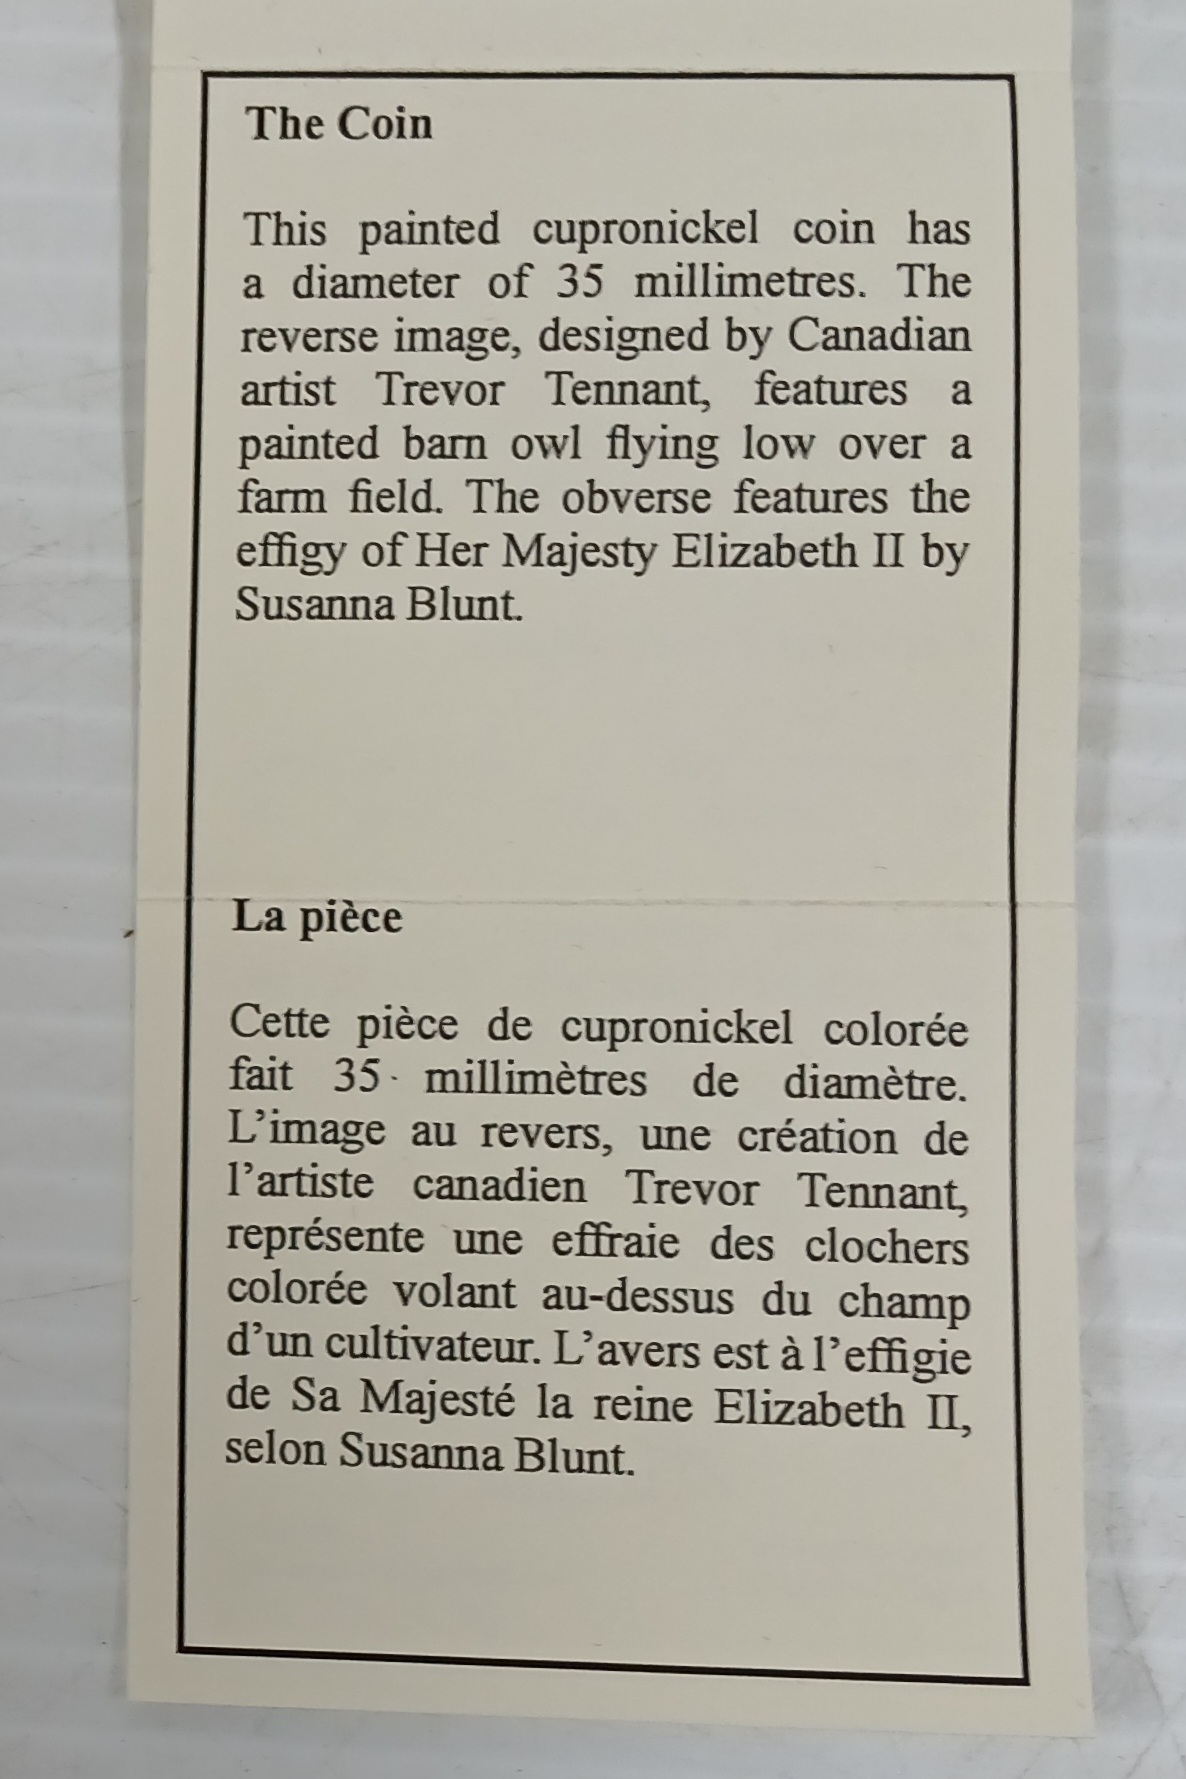 The Coin
This painted cupronickel coin has
a diameter of 35 millimetres. The
reverse image, designed by Canadian
artist Trevor Tennant, features a
painted barn owl flying low over a
farm field. The obverse features the
effigy of Her Majesty Elizabeth II by
Susanna Blunt.
La pièce
Cette pièce de cupronickel colorée
fait 35 millimètres de diamètre.
L’image au revers, une création de
l’artiste canadien Trevor Tennant,
représente une effraie des clochers
colorée volant au-dessus du champ
d’un cultivateur. L’avers est à l’effigie
de Sa Majesté la reine Elizabeth II,
selon Susanna Blunt.